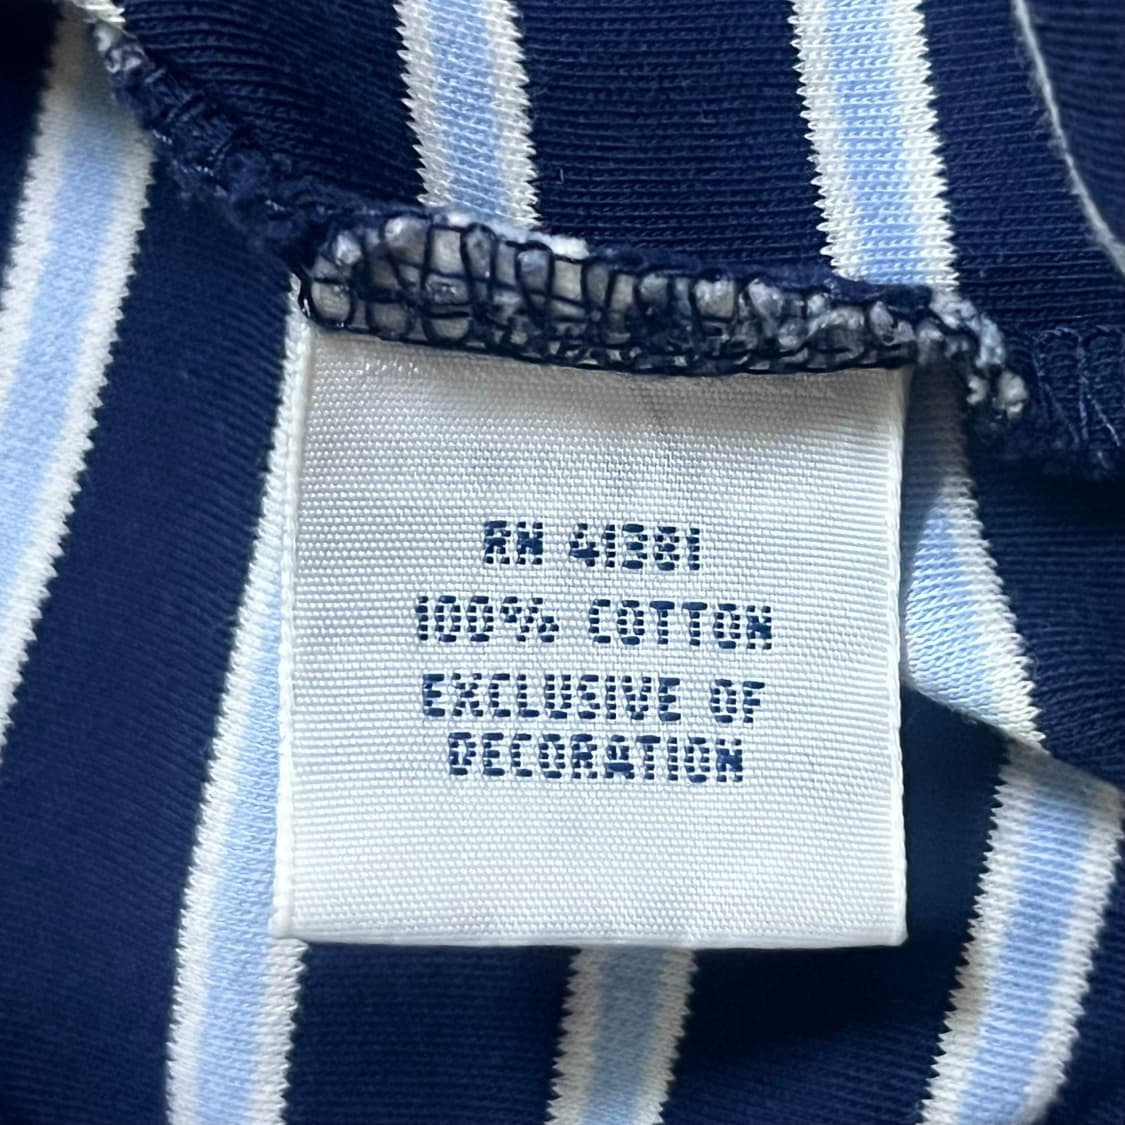 RN 41381
100% COTTON
EXCLUSIVE OF
DECORATION